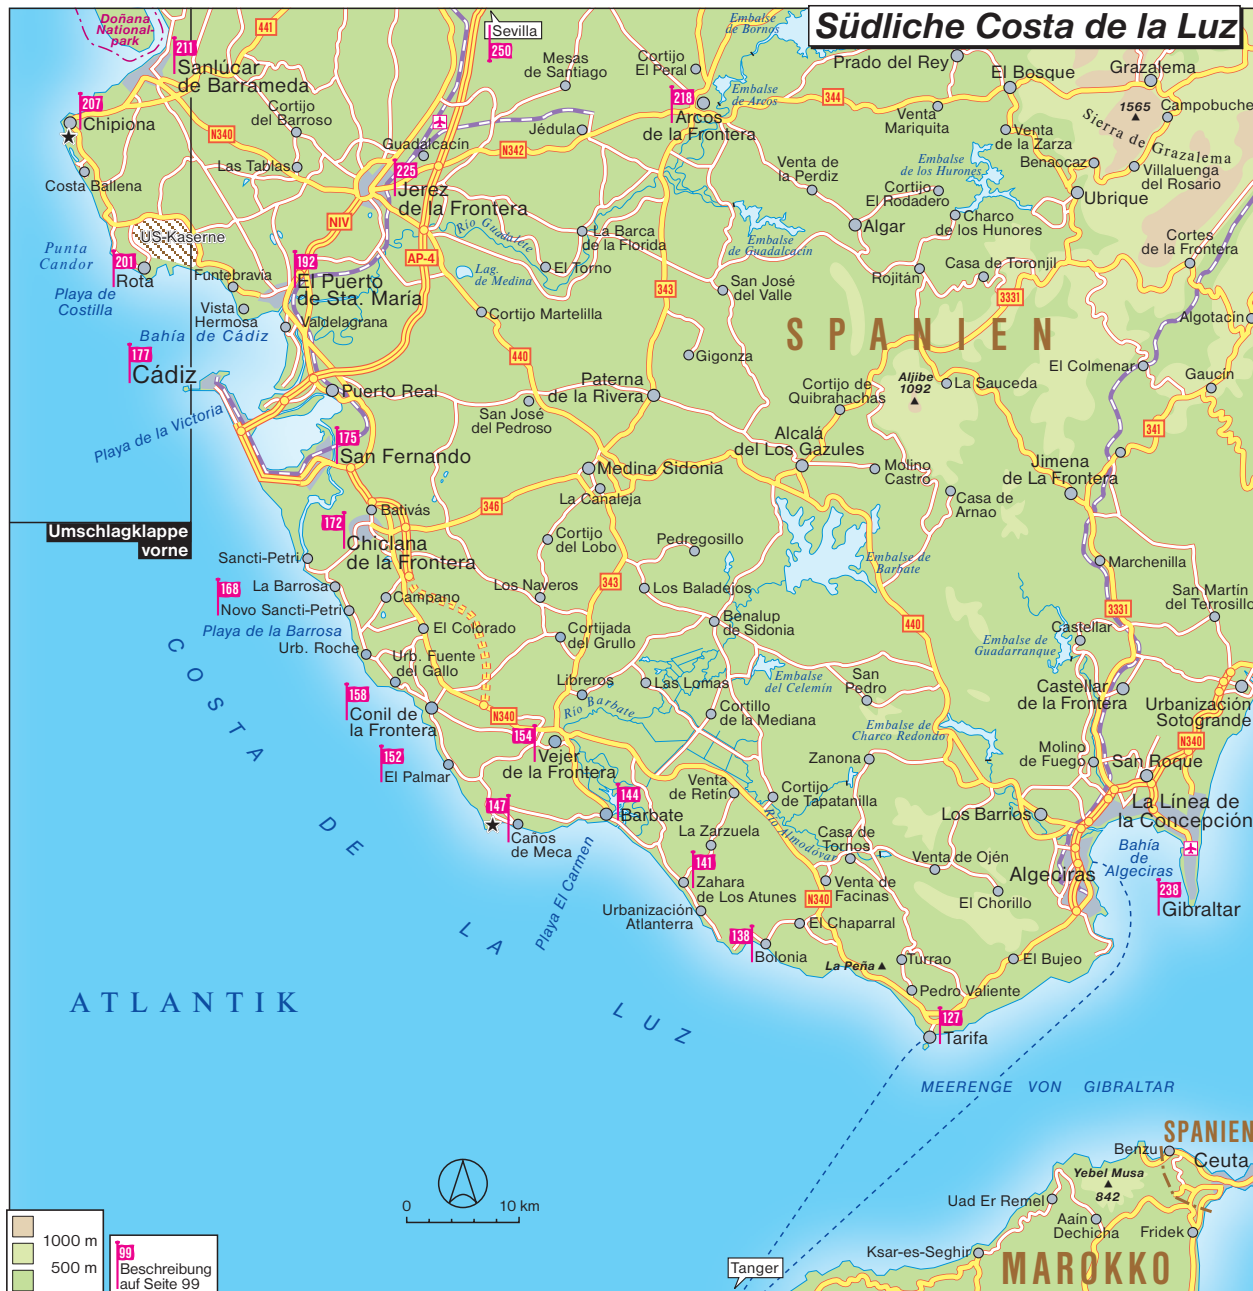 Südliche Costa de la Luz
Doñana
National-
park
211
Sanlúcar
de Barrameda
441
Sevilla
250
Mesas
de Santiago
Cortijo
El Peral
Embalse
de Bornos
Prado del Rey
El Bosque
Grazalema
207
Chipiona
Cortijo
del Barroso
N340
Guadalcacín
Jédula
218
Arcos
de la Frontera
Embalse
de Arcos
344
Venta
Mariquita
Venta
de la Zarza
1565
Campobuche
Sierra de Grazalema
Las Tablas
N342
225
Jerez
de la Frontera
Costa Ballena
Venta de
la Perdiz
Embalse
de los Hurones
Cortijo
El Rodadero
Benaocaz
Villaluenga
del Rosario
Ubrique
US-Kaserne
NIV
Río Guadalete
La Barca
de la Florida
Embalse
de Guadalcacín
Algar
Charco
de los Hunores
Cortes
de la Frontera
Punta
Candor
201
Rota
Playa de
Costilla
Funtebravia
192
El Puerto
de Sta. María
AP-4
Lag.
de Medina
El Torno
343
San José
del Valle
Rojitán
Casa de Toronjil
3331
Vista
Hermosa
Valdelagrana
Cortijo Martelilla
SPANIEN
Algotacín
Bahía de Cádiz
177
Cádiz
440
Gigonza
El Colmenar
Gaucín
Puerto Real
San José
del Pedroso
Paterna
de la Rivera
Cortijo de
Quibrahachas
Aljibe
1092
La Sauceda
Playa de la Victoria
175
San Fernando
341
Medina Sidonia
Alcalá
del Los Gazules
Molino
Castro
Jimena
de La Frontera
La Canaleja
Casa de
Arnao
Umschlagklappe
vorne
Bativás
346
172
Chiclana
de la Frontera
Cortijo
del Lobo
Pedregosillo
Embalse de
Barbate
Marchenilla
Sancti-Petri
168
La Barrosa
Novo Sancti-Petri
Playa de la Barrosa
Campano
Los Naveros
343
Los Baladejos
San Martin
del Terrosillo
3331
Urb. Roche
El Colorado
Cortijada
del Grullo
Benalup
de Sidonia
440
Castellar
Embalse de
Guadarranque
Urb. Fuente
del Gallo
Libreros
Las Lomas
Embalse
del Celemín
San
Pedro
Castellar
de la Frontera
Urbanización
Sotogrande
158
Conil de
la Frontera
N340
Río Barbate
Cortillo
de la Mediana
Embalse de
Charco Redondo
N340
154
Vejer
de la Frontera
152
El Palmar
Zanona
Molino
de Fuego
San Roque
147
Caños
de Meca
144
Barbate
Venta
de Retin
Cortijo
de Tapatanilla
Los Barrios
La Línea de
la Concepción
La Zarzuela
Río Almodóvar
Casa de
Tornos
Venta de Ojén
Algeciras
Bahía
de
Algeciras
Playa El Carmen
141
Zahara
de Los Atunes
Venta de
Facinas
N340
El Chorillo
238
Gibraltar
Urbanización
Atlanterra
138
Bolonia
El Chaparral
La Peña
Turrao
El Bujeo
Pedro Valiente
127
Tarifa
COSTA DE LA LUZ
ATLANTIK
MEERENGE VON GIBRALTAR
SPANIEN
Benzu
Ceuta
Yebel Musa
842
Uad Er Remel
Aain
Dechicha
Fridek
Ksar-es-Seghir
MAROKKO
Tanger
0 10 km
1000 m
500 m
99
Beschreibung
auf Seite 99